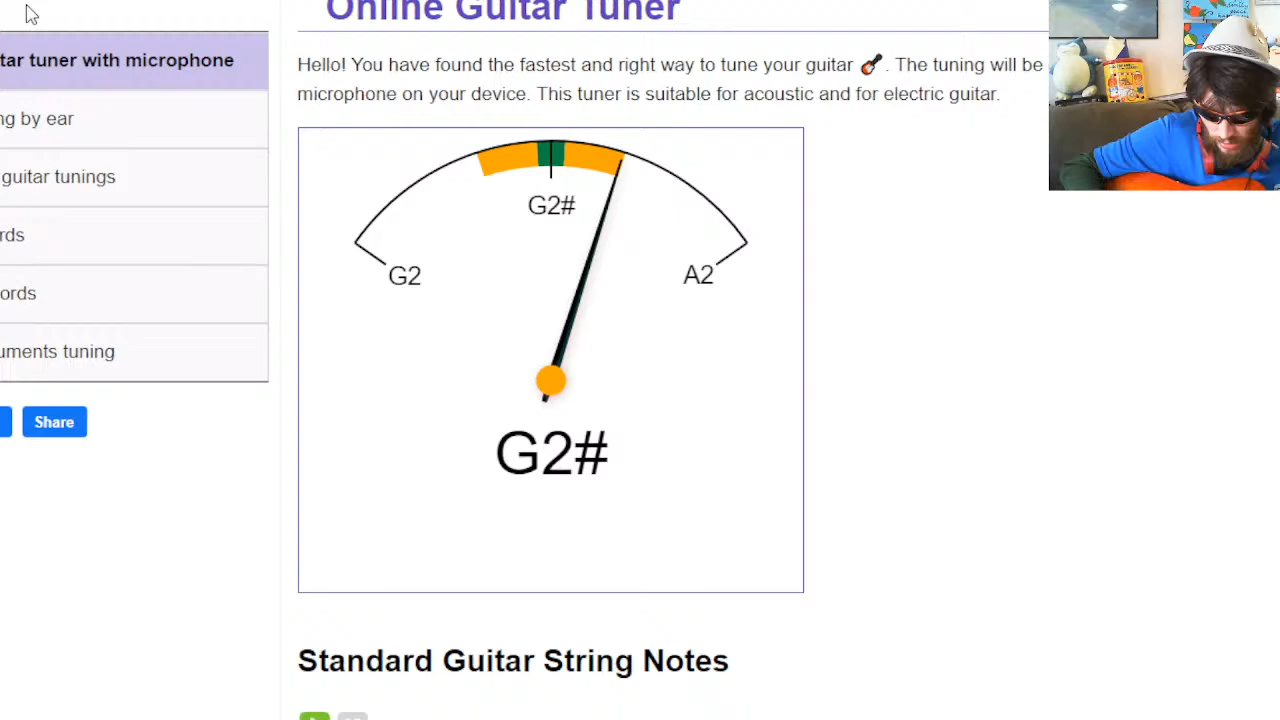 Online Guitar Tuner
tar tuner with microphone
ng by ear
guitar tunings
rds
ords
uments tuning
Share
Hello! You have found the fastest and right way to tune your guitar 🎸. The tuning will be
microphone on your device. This tuner is suitable for acoustic and for electric guitar.
G2#
G2
A2
G2#
Standard Guitar String Notes